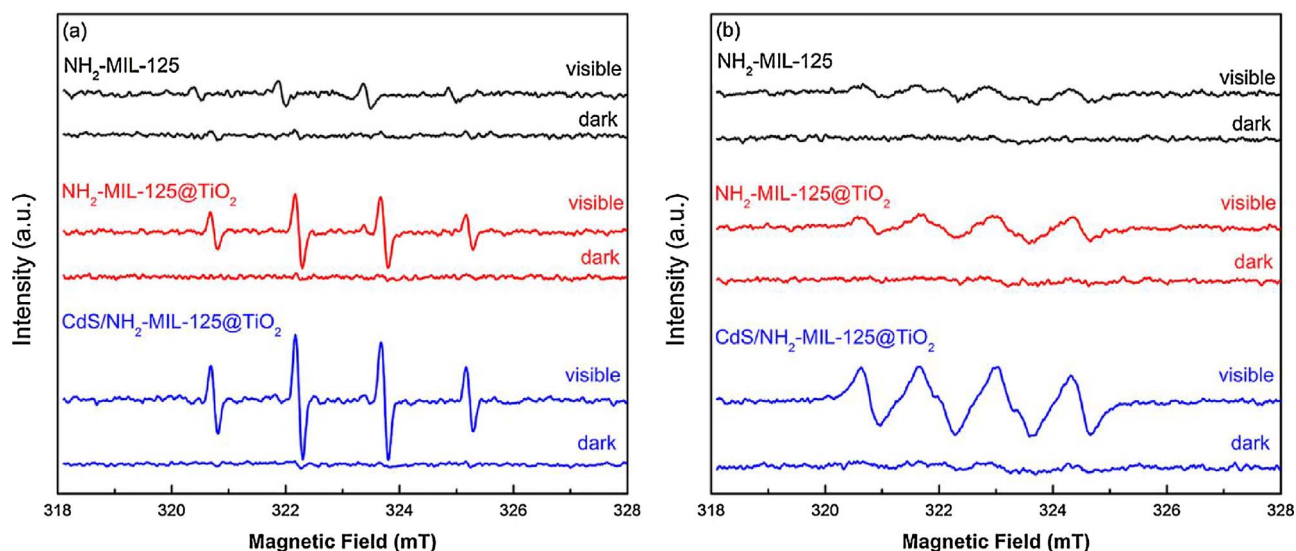 (a)
NH₂-MIL-125
visible
dark
NH₂-MIL-125@TiO₂
visible
dark
CdS/NH₂-MIL-125@TiO₂
visible
dark
Intensity (a.u.)
318 320 322 324 326 328
Magnetic Field (mT)
(b)
NH₂-MIL-125
visible
dark
NH₂-MIL-125@TiO₂
visible
dark
CdS/NH₂-MIL-125@TiO₂
visible
dark
Intensity (a.u.)
318 320 322 324 326 328
Magnetic Field (mT)